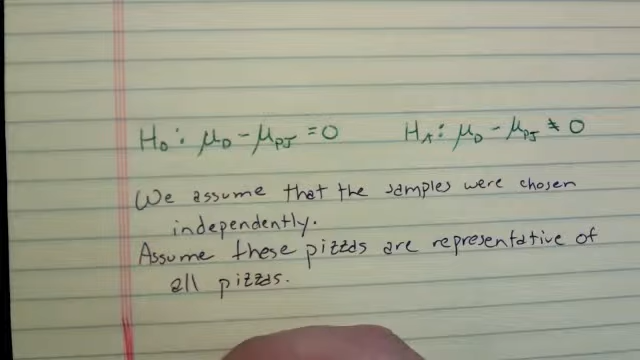 H₀: μ_D - μ_PJ = 0    H_A: μ_D - μ_PJ ≠ 0
We assume that the samples were chosen
independently.
Assume these pizzas are representative of
all pizzas.